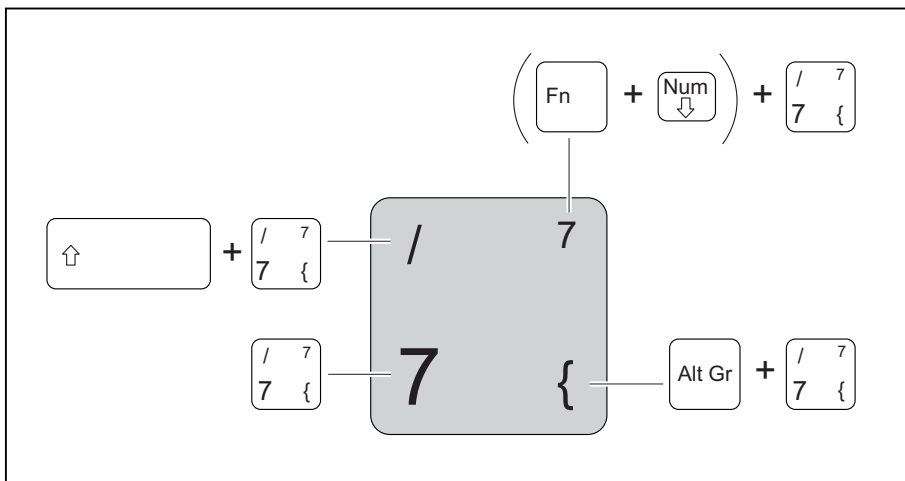 ( Fn + Num ⇩ ) + / 7 7 {
⇧ + / 7 7 {
/ 7
/ 7 7 {
7 {
Alt Gr + / 7 7 {